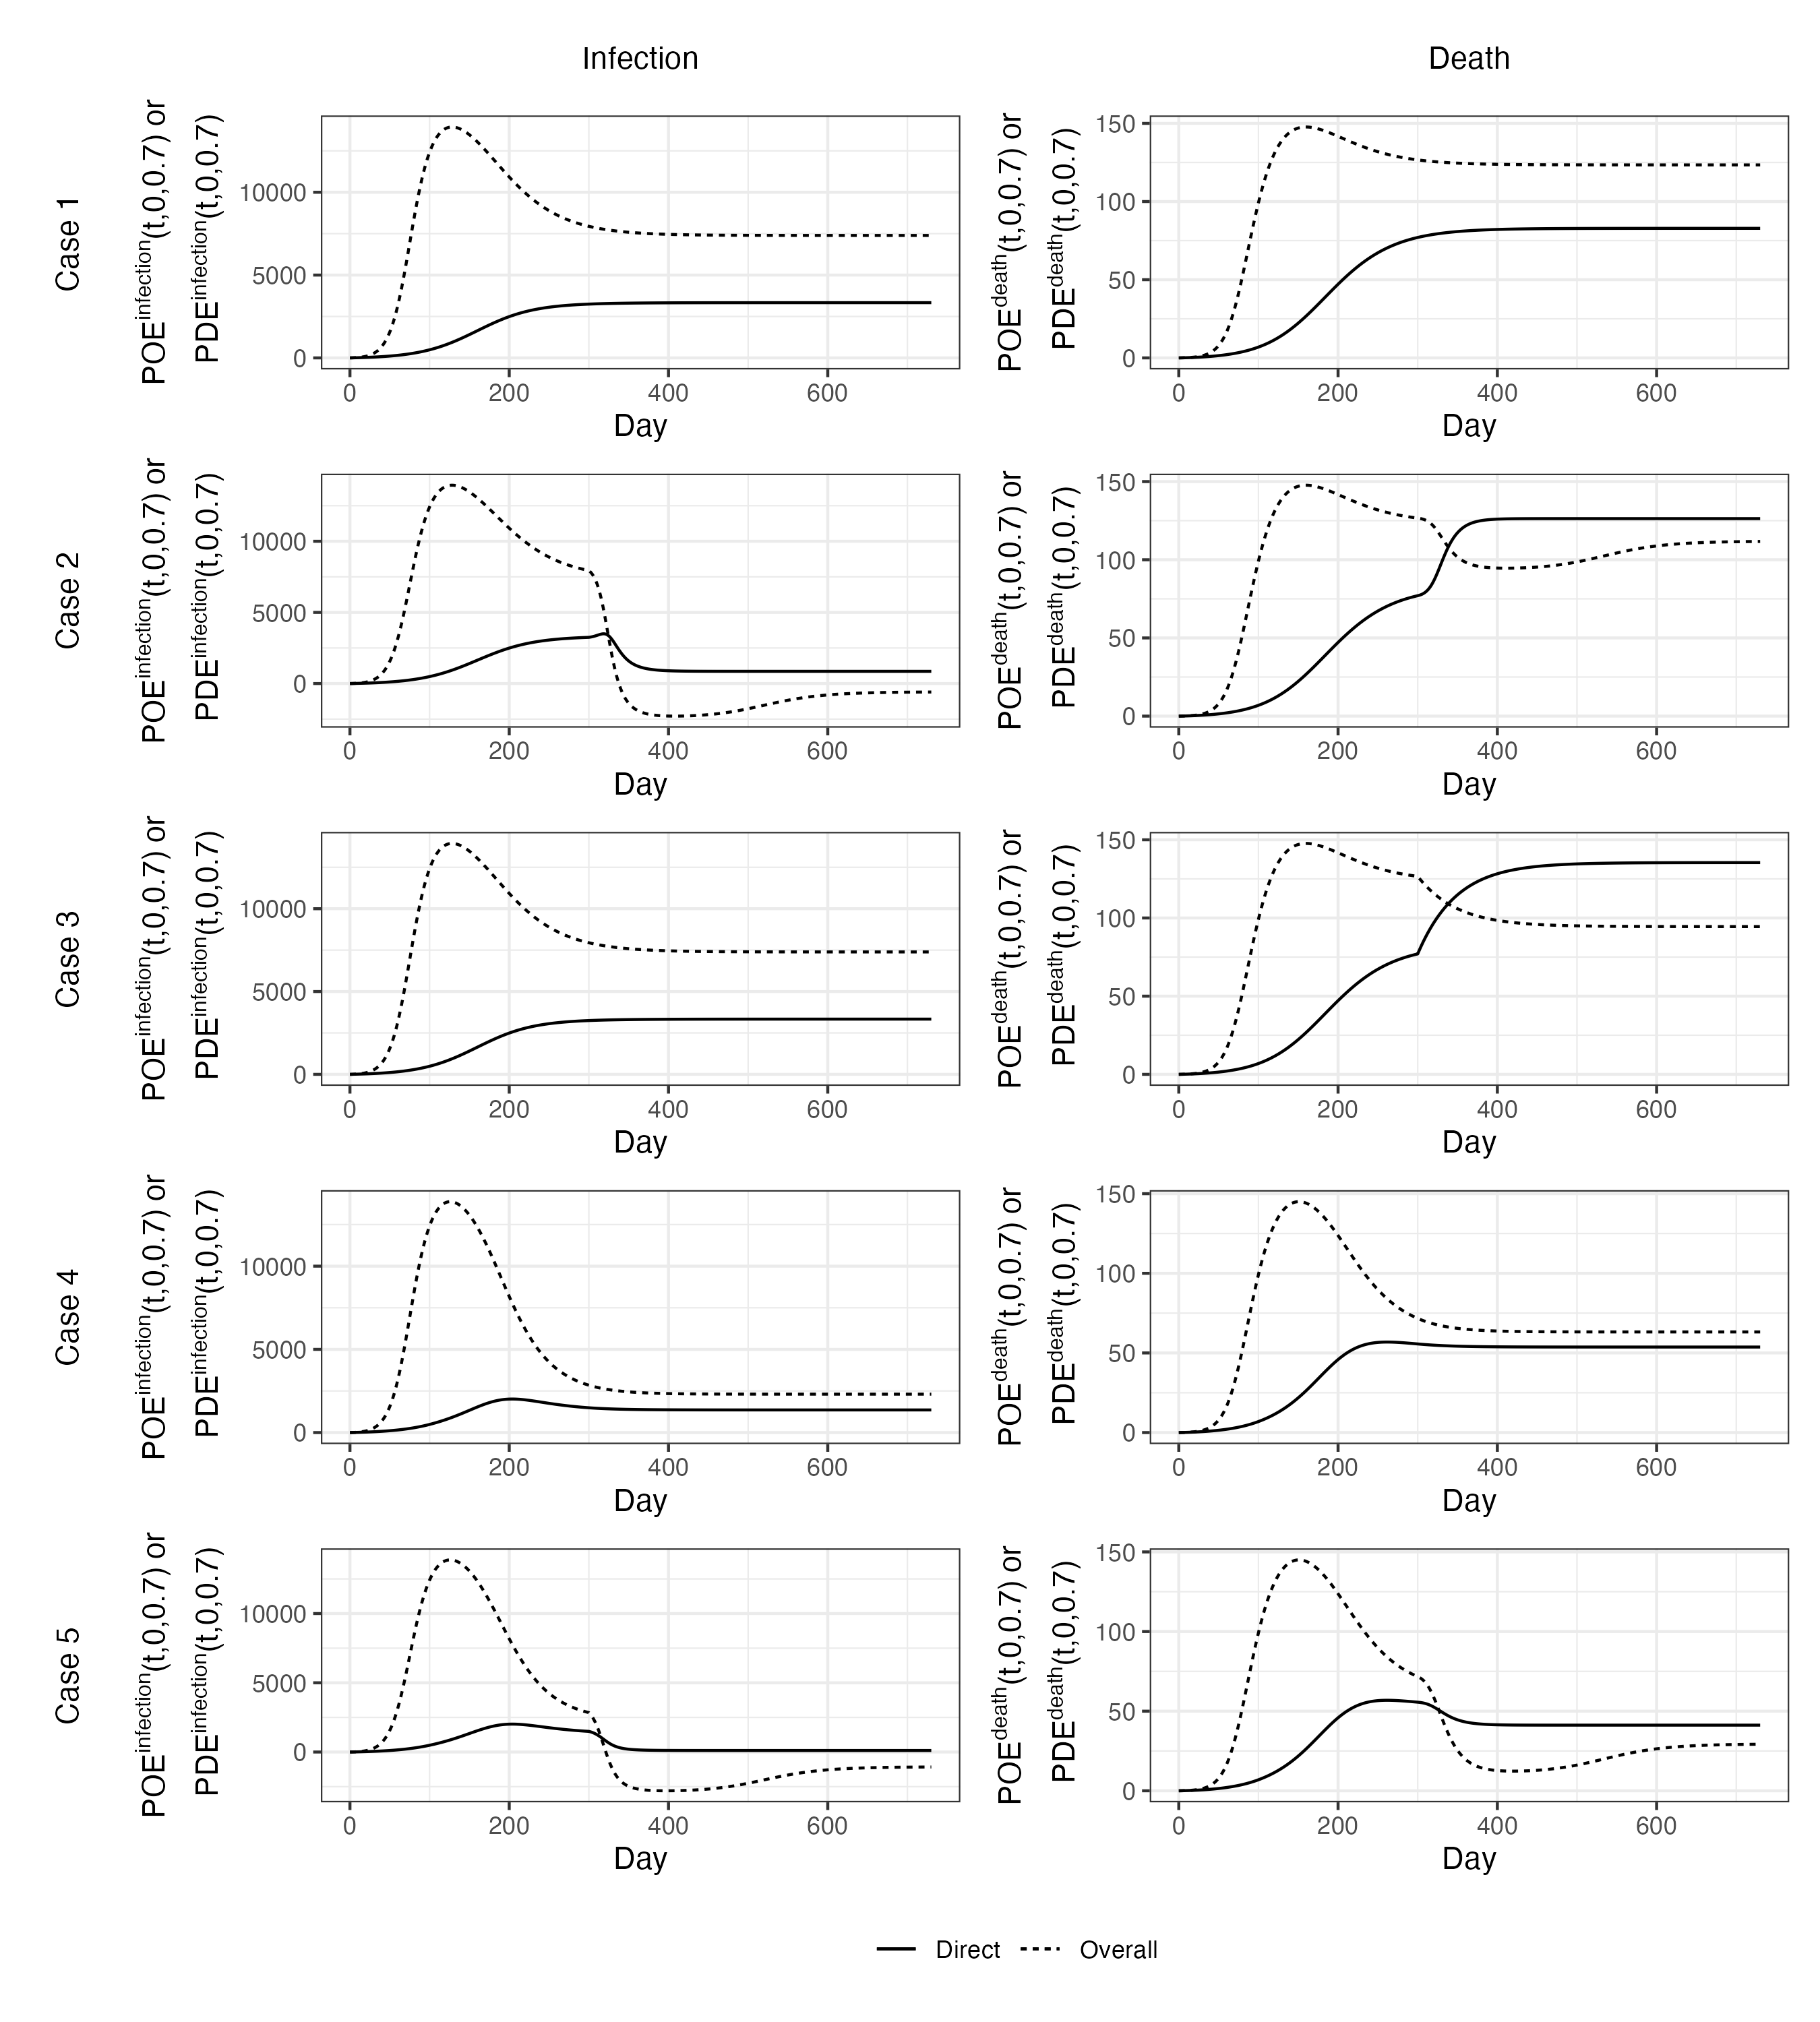 Infection
Death
Case 1
POE^infection(t,0,0.7) or
PDE^infection(t,0,0.7)
10000
5000
0
0 200 400 600
Day
POE^death(t,0,0.7) or
PDE^death(t,0,0.7)
150
100
50
0
0 200 400 600
Day
Case 2
POE^infection(t,0,0.7) or
PDE^infection(t,0,0.7)
10000
5000
0
0 200 400 600
Day
POE^death(t,0,0.7) or
PDE^death(t,0,0.7)
150
100
50
0
0 200 400 600
Day
Case 3
POE^infection(t,0,0.7) or
PDE^infection(t,0,0.7)
10000
5000
0
0 200 400 600
Day
POE^death(t,0,0.7) or
PDE^death(t,0,0.7)
150
100
50
0
0 200 400 600
Day
Case 4
POE^infection(t,0,0.7) or
PDE^infection(t,0,0.7)
10000
5000
0
0 200 400 600
Day
POE^death(t,0,0.7) or
PDE^death(t,0,0.7)
150
100
50
0
0 200 400 600
Day
Case 5
POE^infection(t,0,0.7) or
PDE^infection(t,0,0.7)
10000
5000
0
0 200 400 600
Day
POE^death(t,0,0.7) or
PDE^death(t,0,0.7)
150
100
50
0
0 200 400 600
Day
Direct Overall